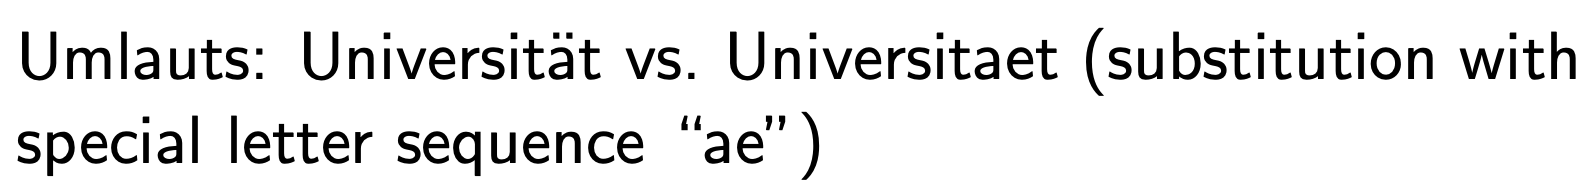 Umlauts: Universität vs. Universitaet (substitution with
special letter sequence “ae”)